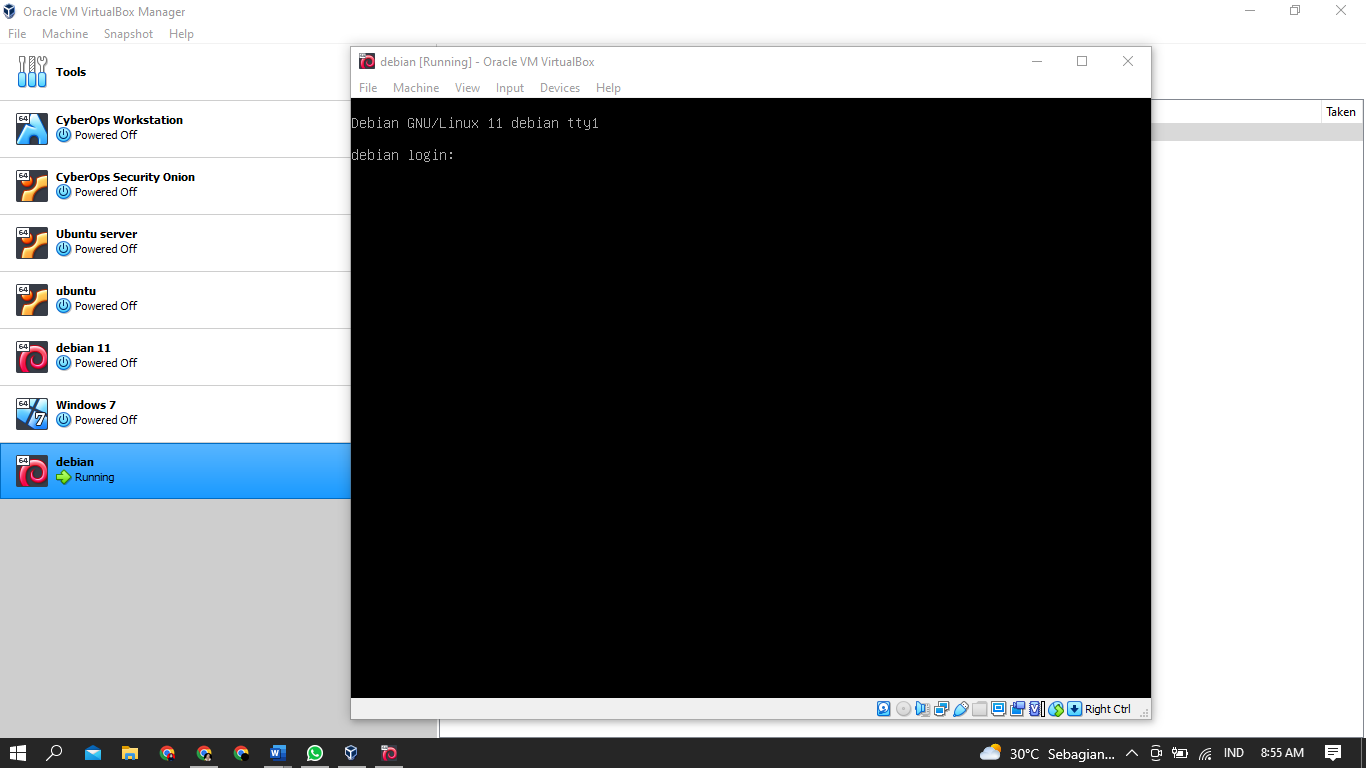 Oracle VM VirtualBox Manager
File Machine Snapshot Help
Tools
64
CyberOps Workstation
Powered Off
64
CyberOps Security Onion
Powered Off
64
Ubuntu server
Powered Off
64
ubuntu
Powered Off
64
debian 11
Powered Off
64
7
Windows 7
Powered Off
64
debian
Running
Taken
debian [Running] - Oracle VM VirtualBox
File Machine View Input Devices Help
Debian GNU/Linux 11 debian tty1
debian login:
Right Ctrl
30°C Sebagian... IND 8:55 AM